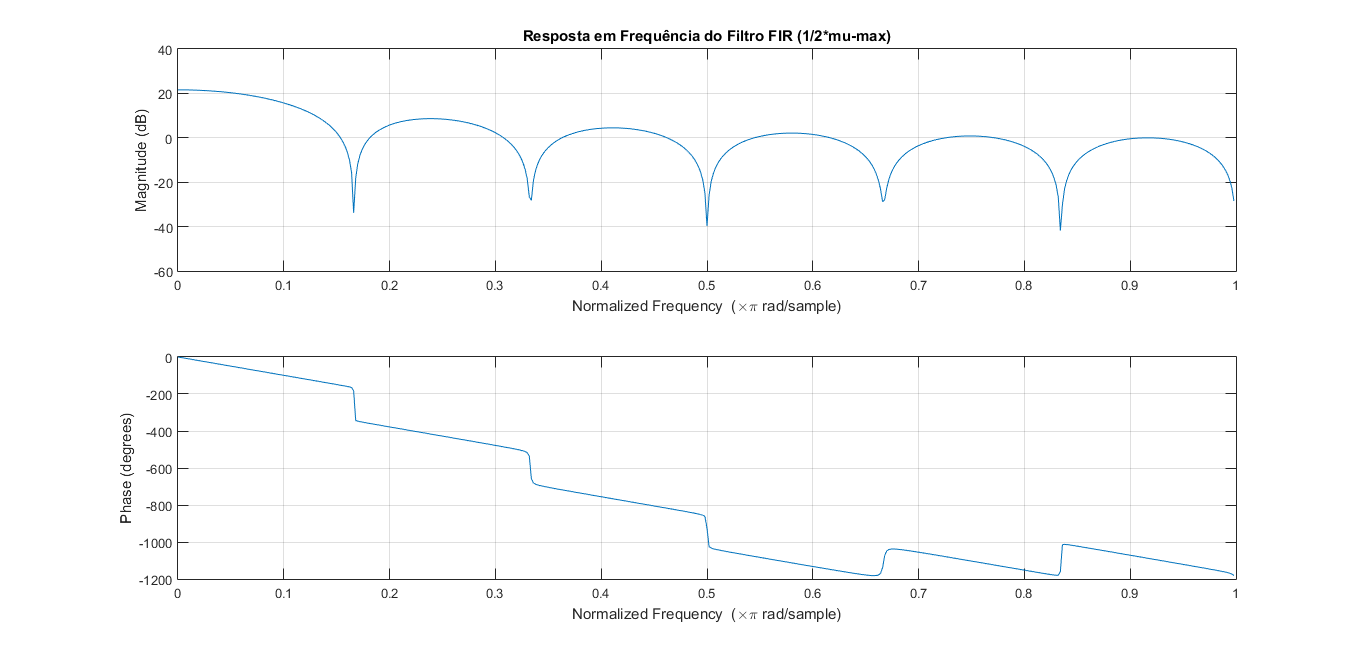 Resposta em Frequência do Filtro FIR (1/2*mu-max)
40
20
0
-20
-40
-60
Magnitude (dB)
0 0.1 0.2 0.3 0.4 0.5 0.6 0.7 0.8 0.9 1
Normalized Frequency (×π rad/sample)
0
-200
-400
-600
-800
-1000
-1200
Phase (degrees)
0 0.1 0.2 0.3 0.4 0.5 0.6 0.7 0.8 0.9 1
Normalized Frequency (×π rad/sample)